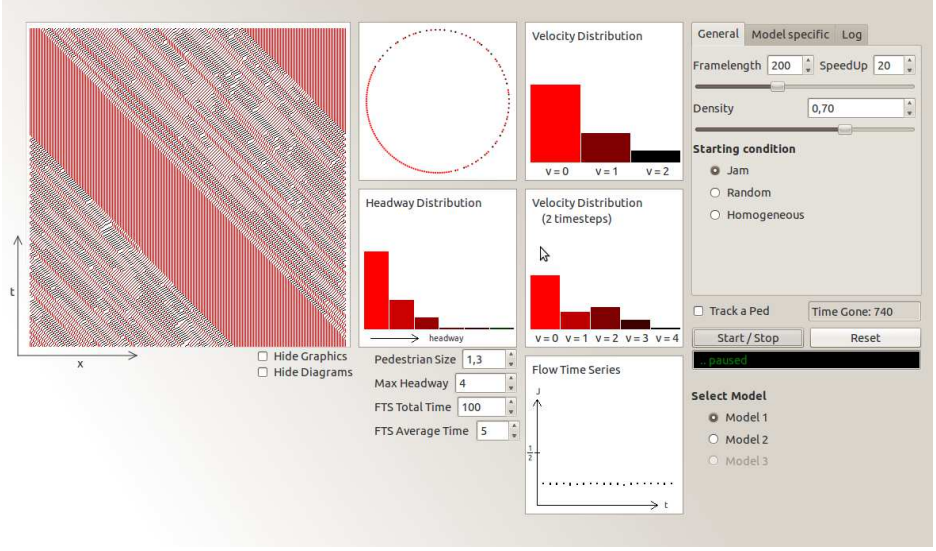 General Model specific Log
Framelength 200 SpeedUp 20
Density 0,70
Starting condition
Jam
Random
Homogeneous
Track a Ped Time Gone: 740
Start / Stop Reset
.. paused
Select Model
Model 1
Model 2
Model 3
Velocity Distribution
v = 0 v = 1 v = 2
Headway Distribution
headway
Velocity Distribution
(2 timesteps)
v = 0 v = 1 v = 2 v = 3 v = 4
t
x
Hide Graphics
Hide Diagrams
Pedestrian Size 1,3
Max Headway 4
FTS Total Time 100
FTS Average Time 5
Flow Time Series
J
1
2
t